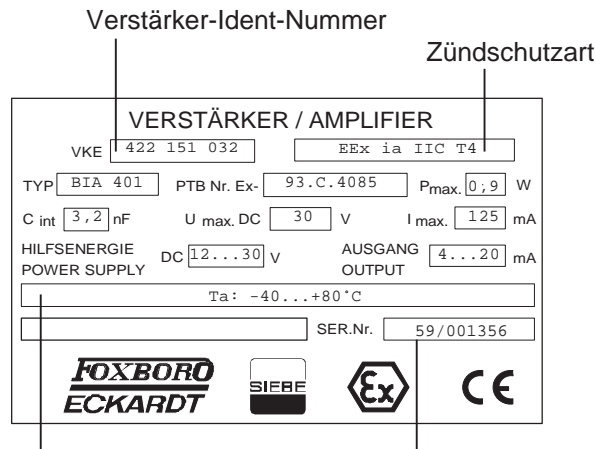 Verstärker-Ident-Nummer
Zündschutzart
VERSTÄRKER / AMPLIFIER
VKE 422 151 032 EEx ia IIC T4
TYP BIA 401 PTB Nr. Ex- 93.C.4085 Pmax. 0;9 W
C int 3,2 nF U max. DC 30 V I max. 125 mA
HILFSENERGIE POWER SUPPLY DC 12...30 V AUSGANG OUTPUT 4...20 mA
Ta: -40...+80°C
SER.Nr. 59/001356
FOXBORO ECKARDT SIEBE Ex CE